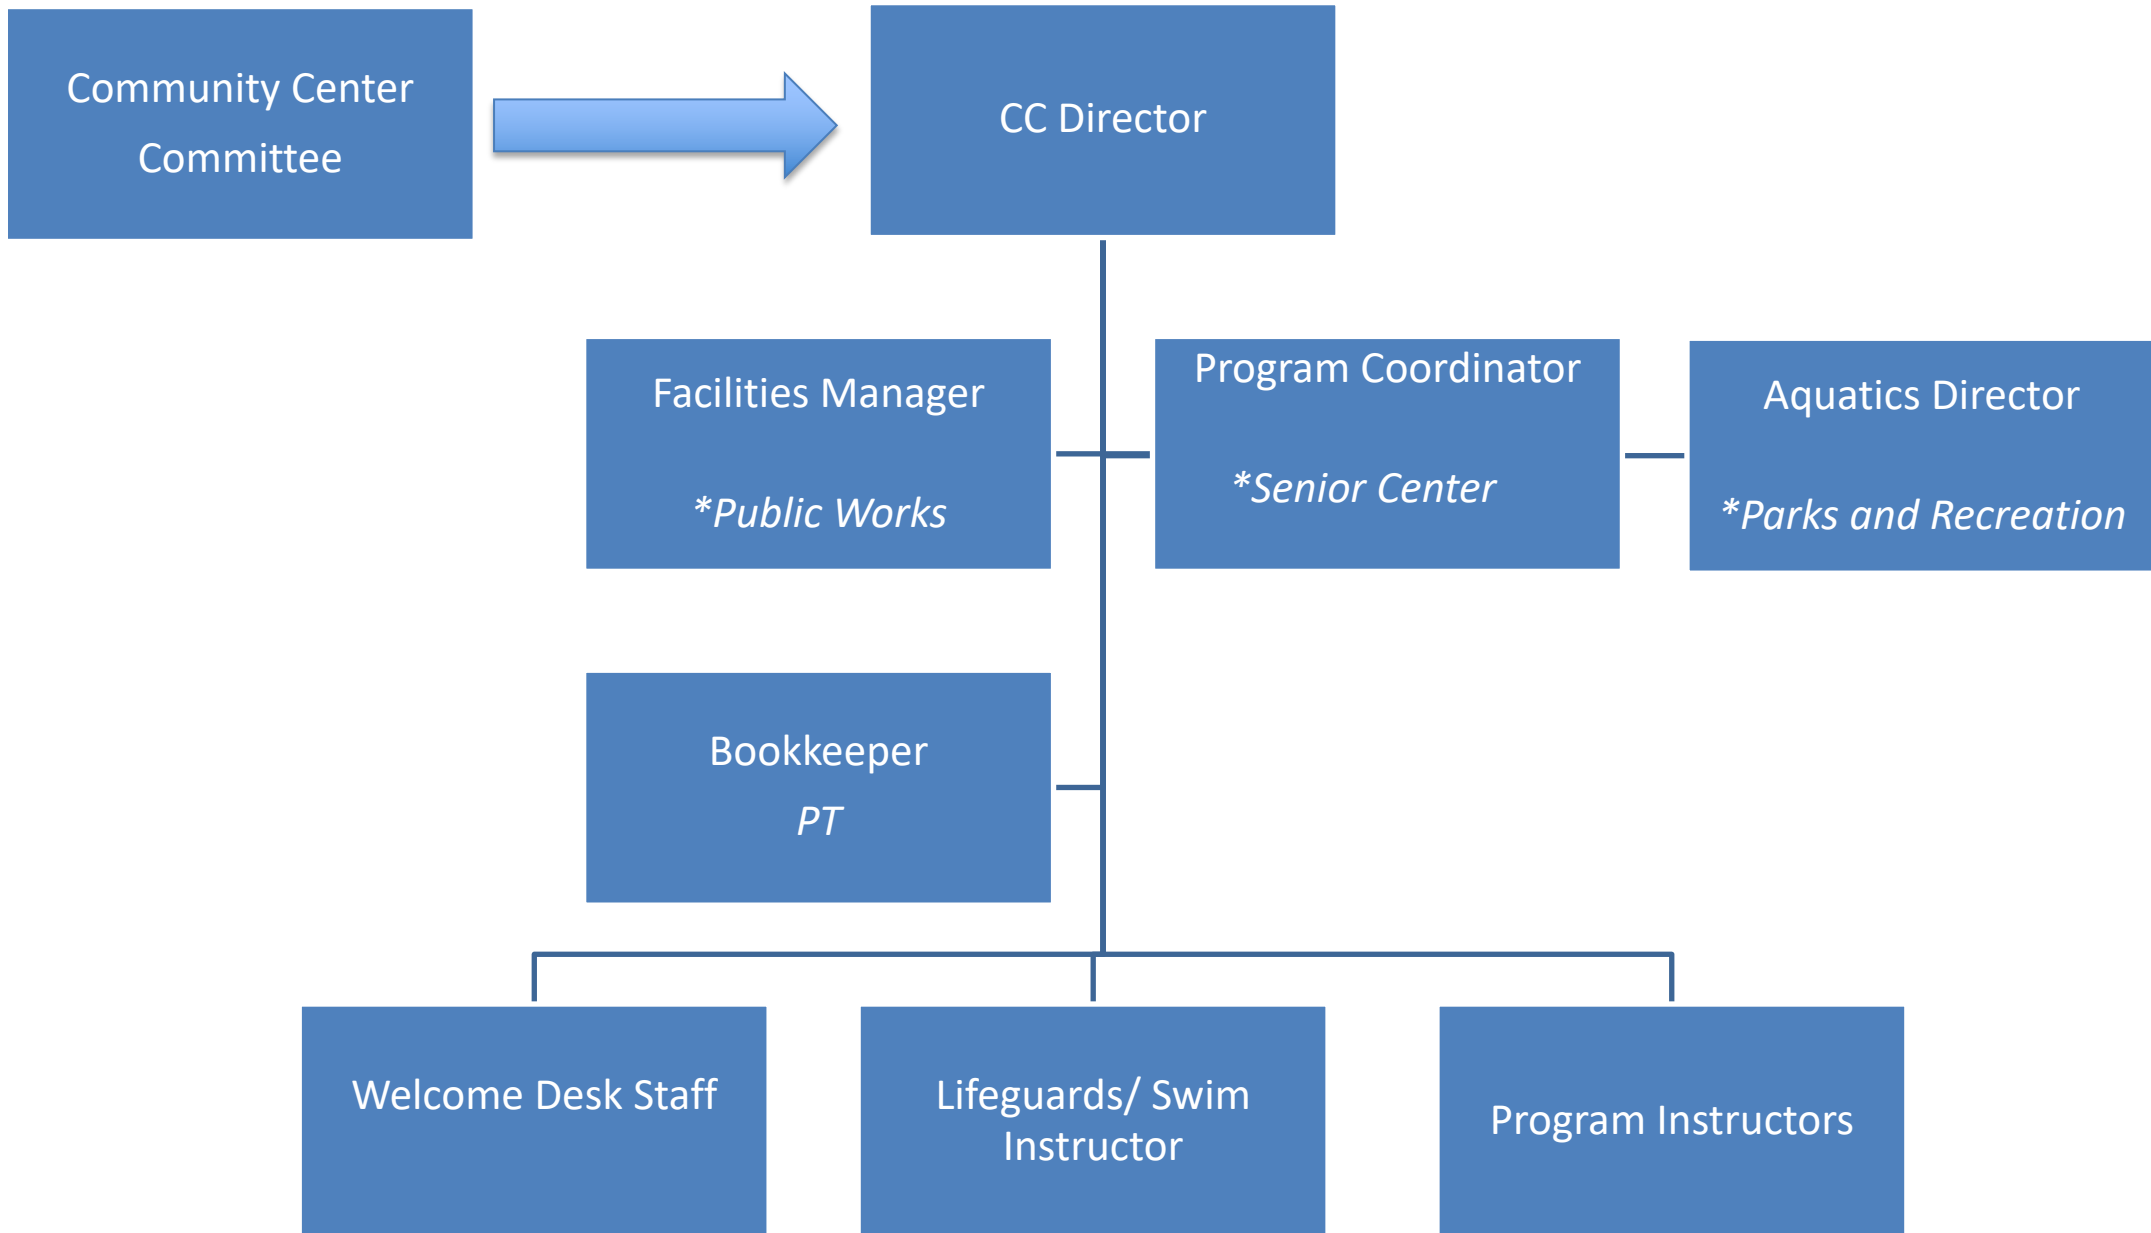 Community Center
Committee
CC Director
Facilities Manager
*Public Works
Program Coordinator
*Senior Center
Aquatics Director
*Parks and Recreation
Bookkeeper
PT
Welcome Desk Staff
Lifeguards/ Swim
Instructor
Program Instructors